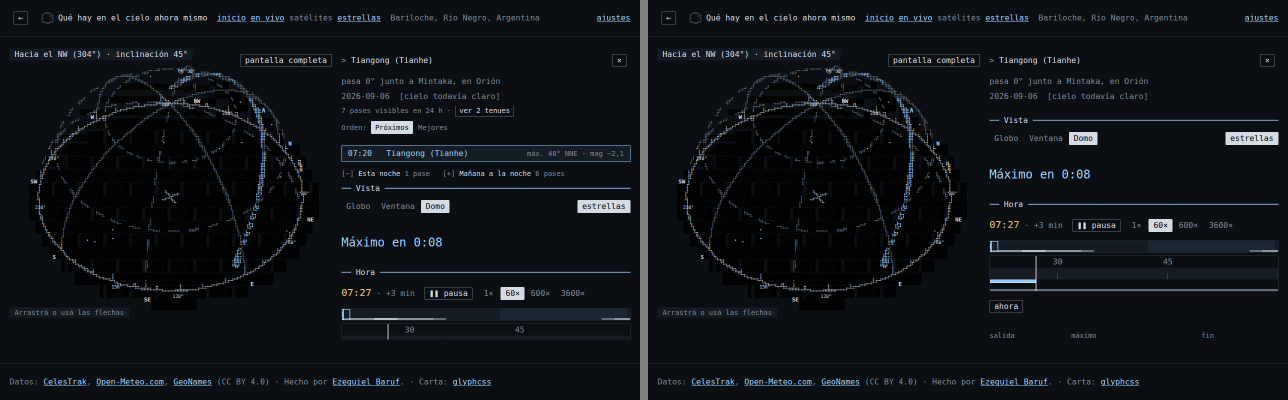 ← Qué hay en el cielo ahora mismo inicio en vivo satélites estrellas Bariloche, Rio Negro, Argentina ajustes
Hacia el NW (304°) · inclinación 45°
pantalla completa
> Tiangong (Tianhe) ×
pasa 0° junto a Mintaka, en Orión
2026-09-06 [cielo todavía claro]
7 pases visibles en 24 h · ver 2 tenues
Orden: Próximos Mejores
07:20 Tiangong (Tianhe) máx. 48° NNE · mag ~2,1
[−] Esta noche 1 pase [+] Mañana a la noche 6 pases
Vista
Globo Ventana Domo estrellas
Máximo en 0:08
Hora
07:27 · +3 min ❚❚ pausa 1× 60× 600× 3600×
30 45
NW
W
N
SW
NE
S
E
SE
120°
Arrastrá o usá las flechas
Datos: CelesTrak, Open-Meteo.com, GeoNames (CC BY 4.0) · Hecho por Ezequiel Baruf. · Carta: glyphcss
← Qué hay en el cielo ahora mismo inicio en vivo satélites estrellas Bariloche, Rio Negro, Argentina ajustes
Hacia el NW (304°) · inclinación 45°
pantalla completa
> Tiangong (Tianhe) ×
pasa 0° junto a Mintaka, en Orión
2026-09-06 [cielo todavía claro]
Vista
Globo Ventana Domo estrellas
Máximo en 0:08
Hora
07:27 · +3 min ❚❚ pausa 1× 60× 600× 3600×
30 45
ahora
salida máximo fin
NW
W
N
SW
NE
S
E
SE
120°
Arrastrá o usá las flechas
Datos: CelesTrak, Open-Meteo.com, GeoNames (CC BY 4.0) · Hecho por Ezequiel Baruf. · Carta: glyphcss